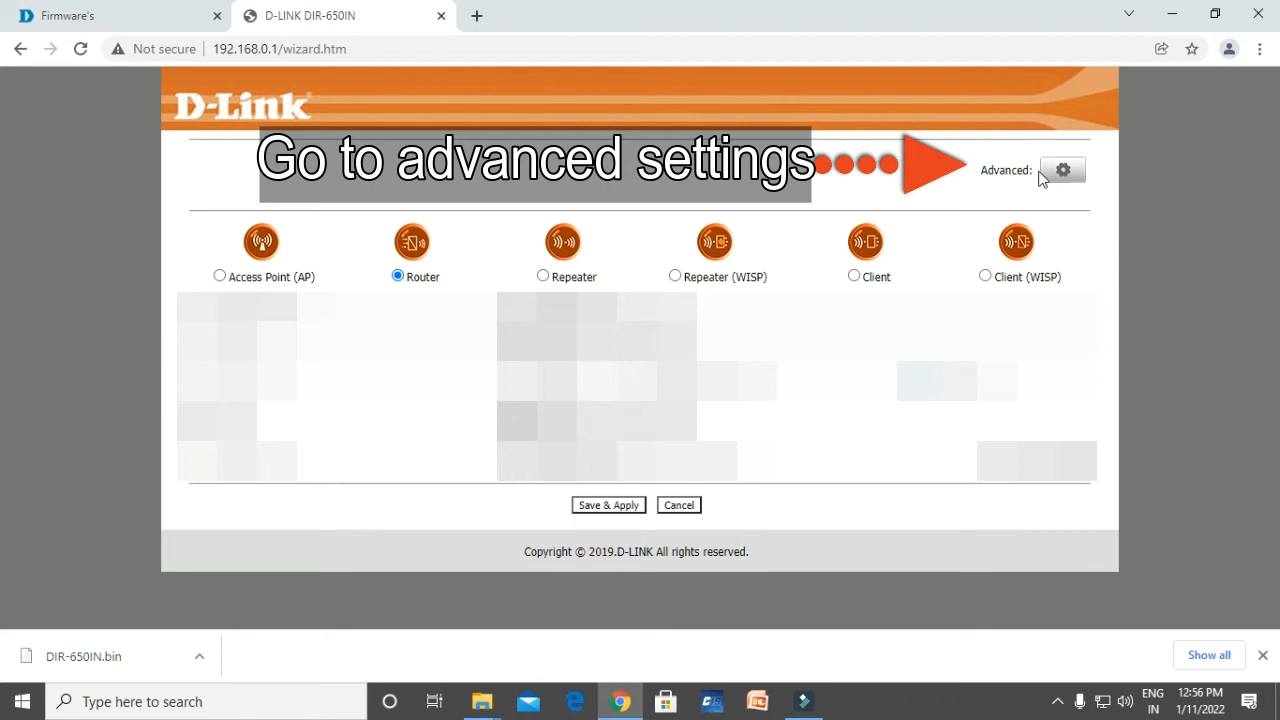 Firmware's
D-LINK DIR-650IN
Not secure
192.168.0.1/wizard.htm
D-Link
Go to advanced settings
Advanced:
Access Point (AP)
Router
Repeater
Repeater (WISP)
Client
Client (WISP)
Save & Apply
Cancel
Copyright © 2019.D-LINK All rights reserved.
DIR-650IN.bin
Show all
Type here to search
ENG
IN
12:56 PM
1/11/2022